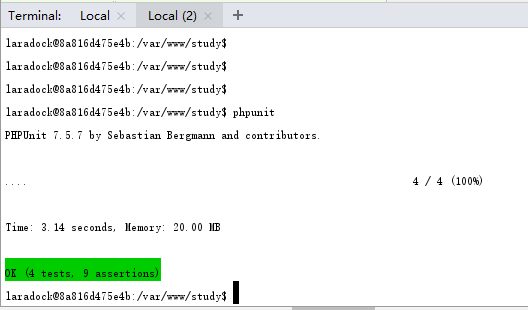 Terminal: Local × Local (2) × +
laradock@8a816d475e4b:/var/www/study$
laradock@8a816d475e4b:/var/www/study$
laradock@8a816d475e4b:/var/www/study$
laradock@8a816d475e4b:/var/www/study$ phpunit
PHPUnit 7.5.7 by Sebastian Bergmann and contributors.
.... 4 / 4 (100%)
Time: 3.14 seconds, Memory: 20.00 MB
OK (4 tests, 9 assertions)
laradock@8a816d475e4b:/var/www/study$